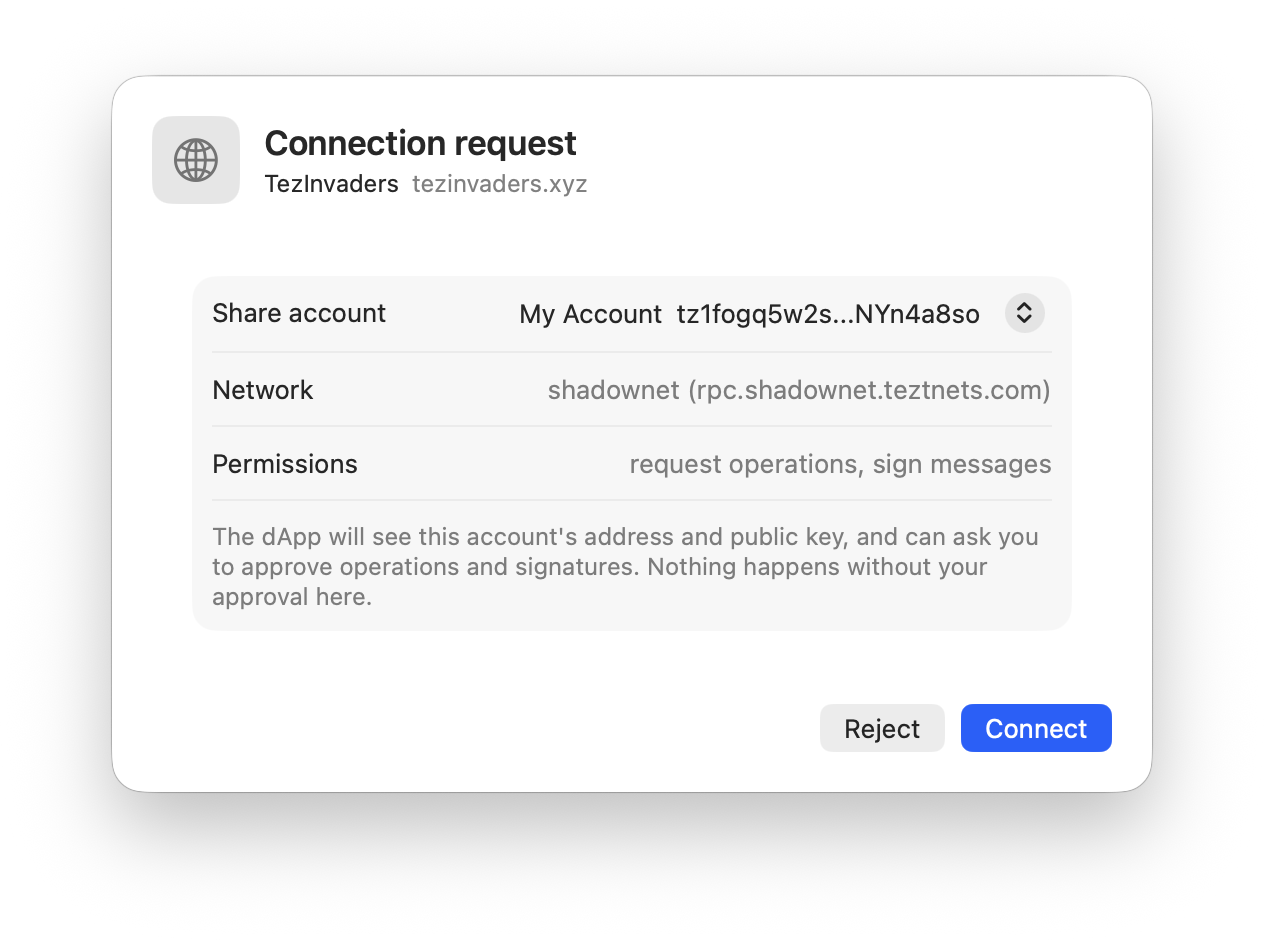 Connection request
TezInvaders tezinvaders.xyz
Share account My Account tz1fogq5w2s...NYn4a8so
Network shadownet (rpc.shadownet.teztnets.com)
Permissions request operations, sign messages
The dApp will see this account's address and public key, and can ask you
to approve operations and signatures. Nothing happens without your
approval here.
Reject Connect